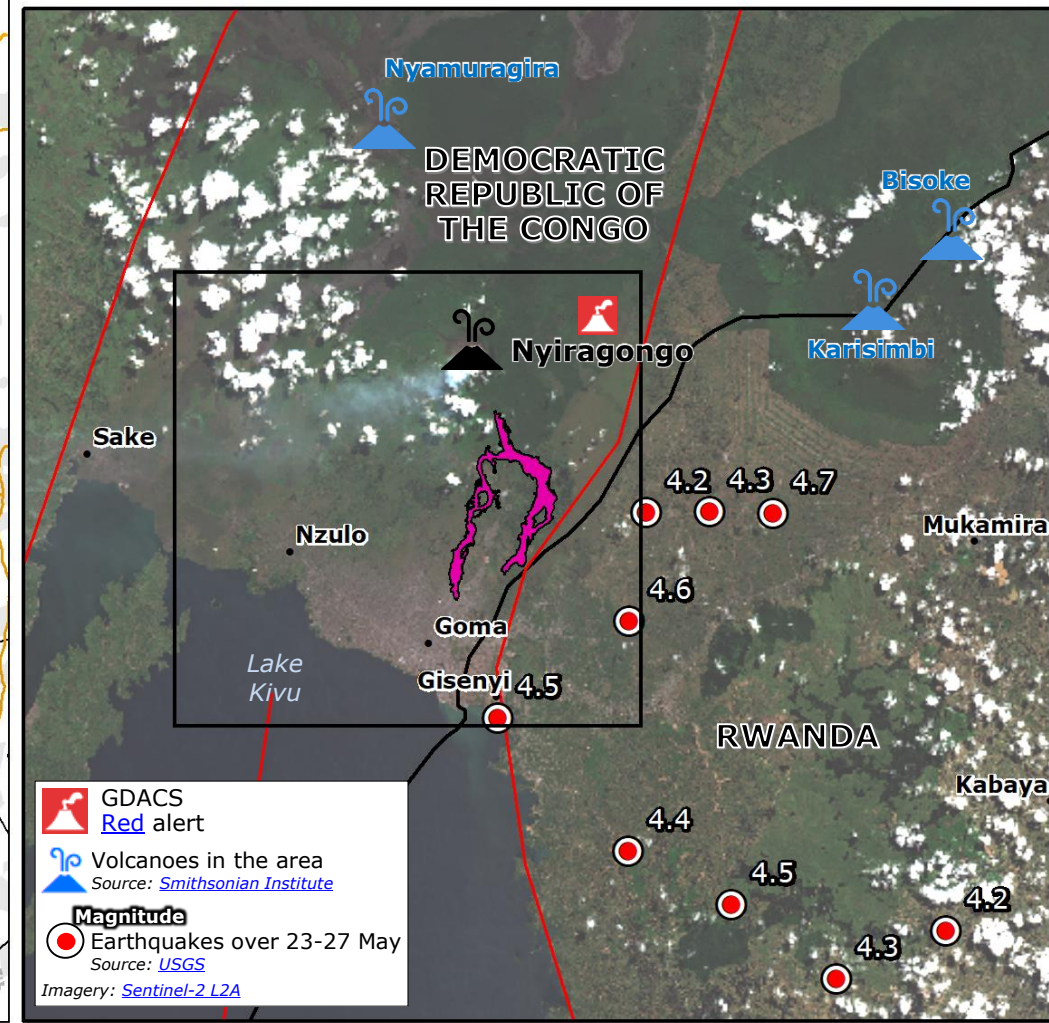 Nyamuragira
DEMOCRATIC
REPUBLIC OF
THE CONGO
Bisoke
Nyiragongo
Karisimbi
Sake
4.2
4.3
4.7
Nzulo
Mukamira
4.6
Goma
Lake
Kivu
Gisenyi
4.5
RWANDA
Kabaya
4.4
4.5
4.2
4.3
GDACS
Red alert
Volcanoes in the area
Source: Smithsonian Institute
Magnitude
Earthquakes over 23-27 May
Source: USGS
Imagery: Sentinel-2 L2A